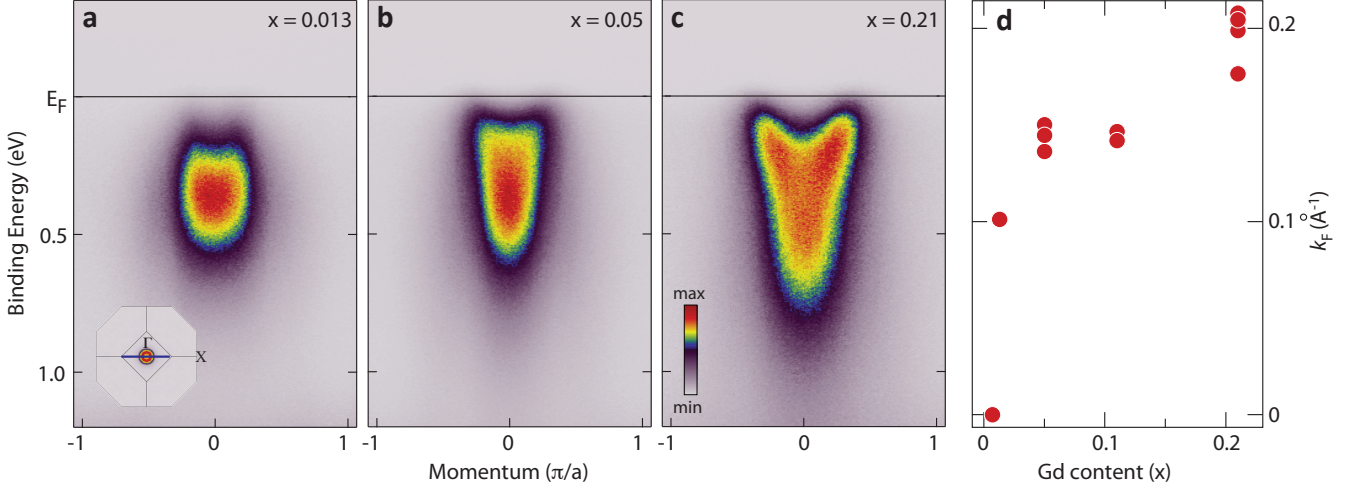 a
x = 0.013
b
x = 0.05
c
x = 0.21
d
E_F
0.5
1.0
Binding Energy (eV)
Γ
X
max
min
-1
0
1
-1
0
1
-1
0
1
Momentum (π/a)
0.2
0.1
0
k_F (Å⁻¹)
0
0.1
0.2
Gd content (x)